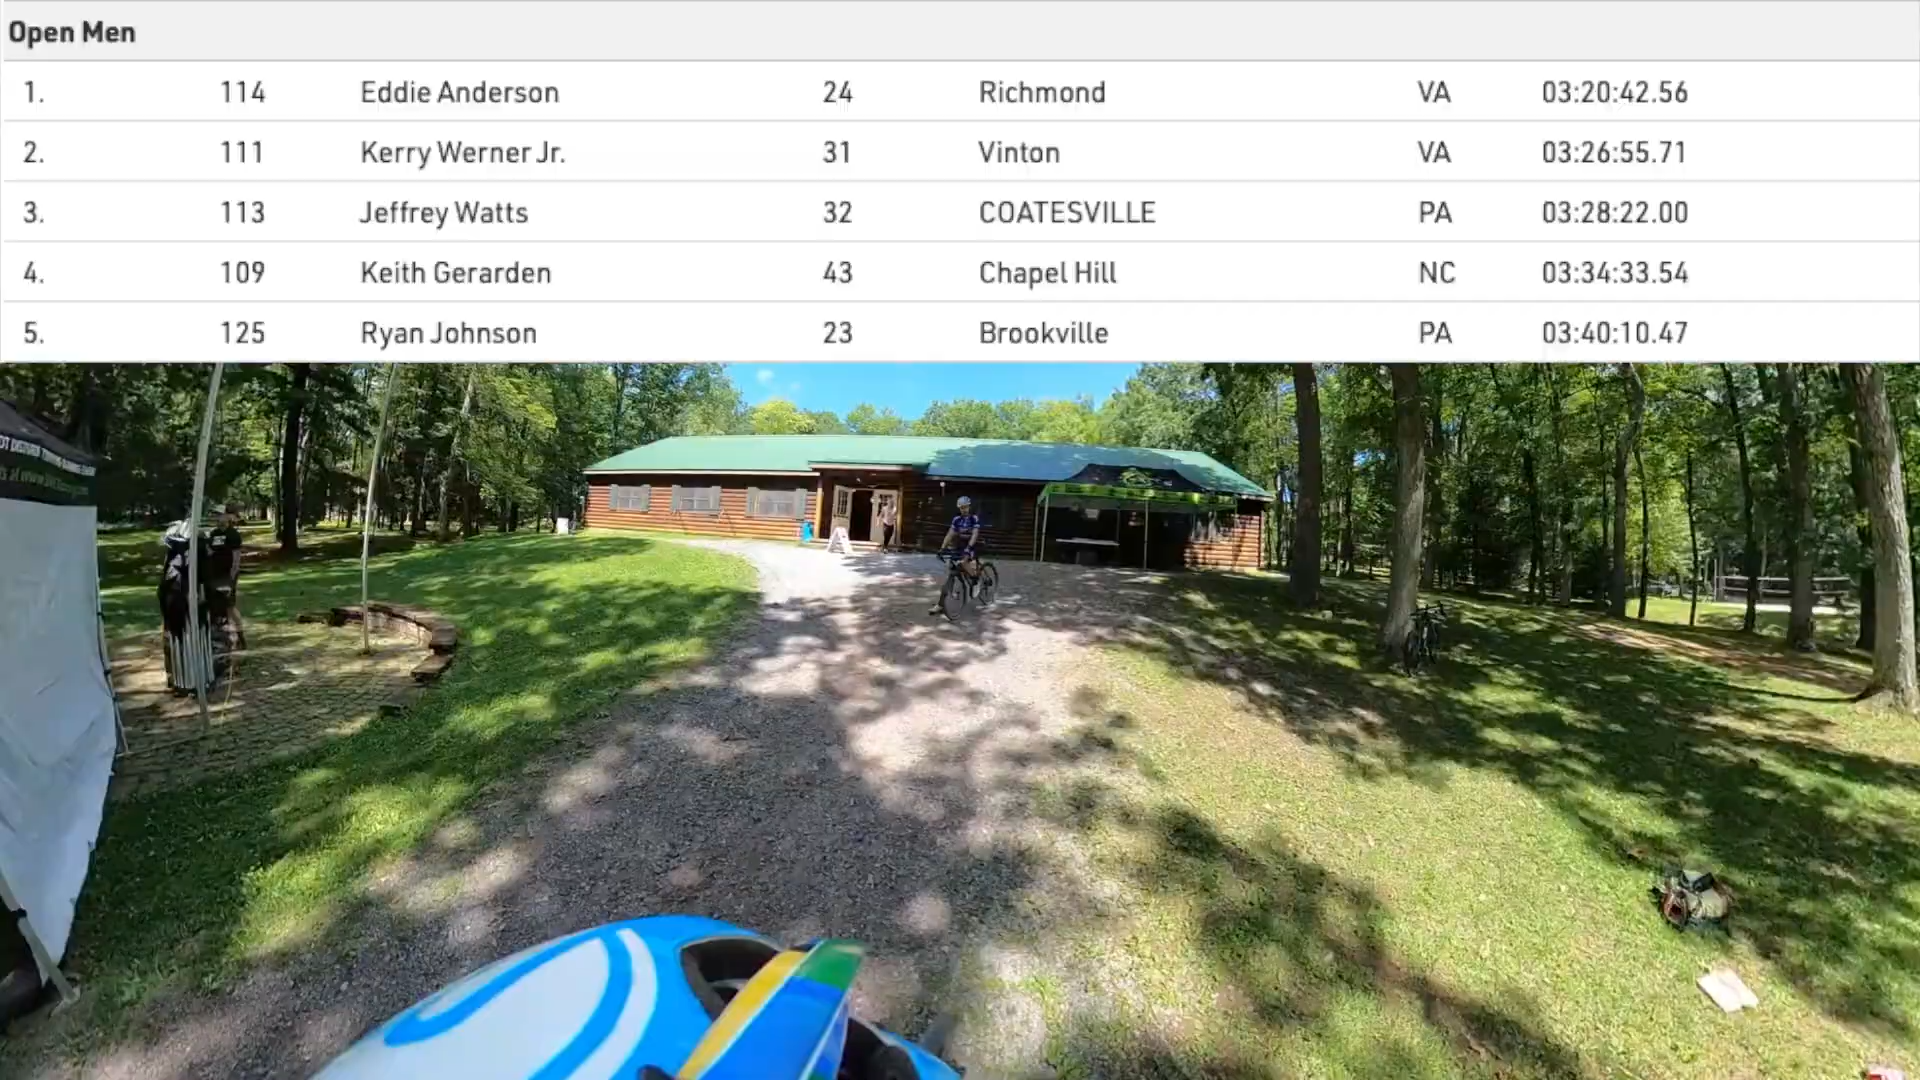 Open Men
1. 114 Eddie Anderson 24 Richmond VA 03:20:42.56
2. 111 Kerry Werner Jr. 31 Vinton VA 03:26:55.71
3. 113 Jeffrey Watts 32 COATESVILLE PA 03:28:22.00
4. 109 Keith Gerarden 43 Chapel Hill NC 03:34:33.54
5. 125 Ryan Johnson 23 Brookville PA 03:40:10.47